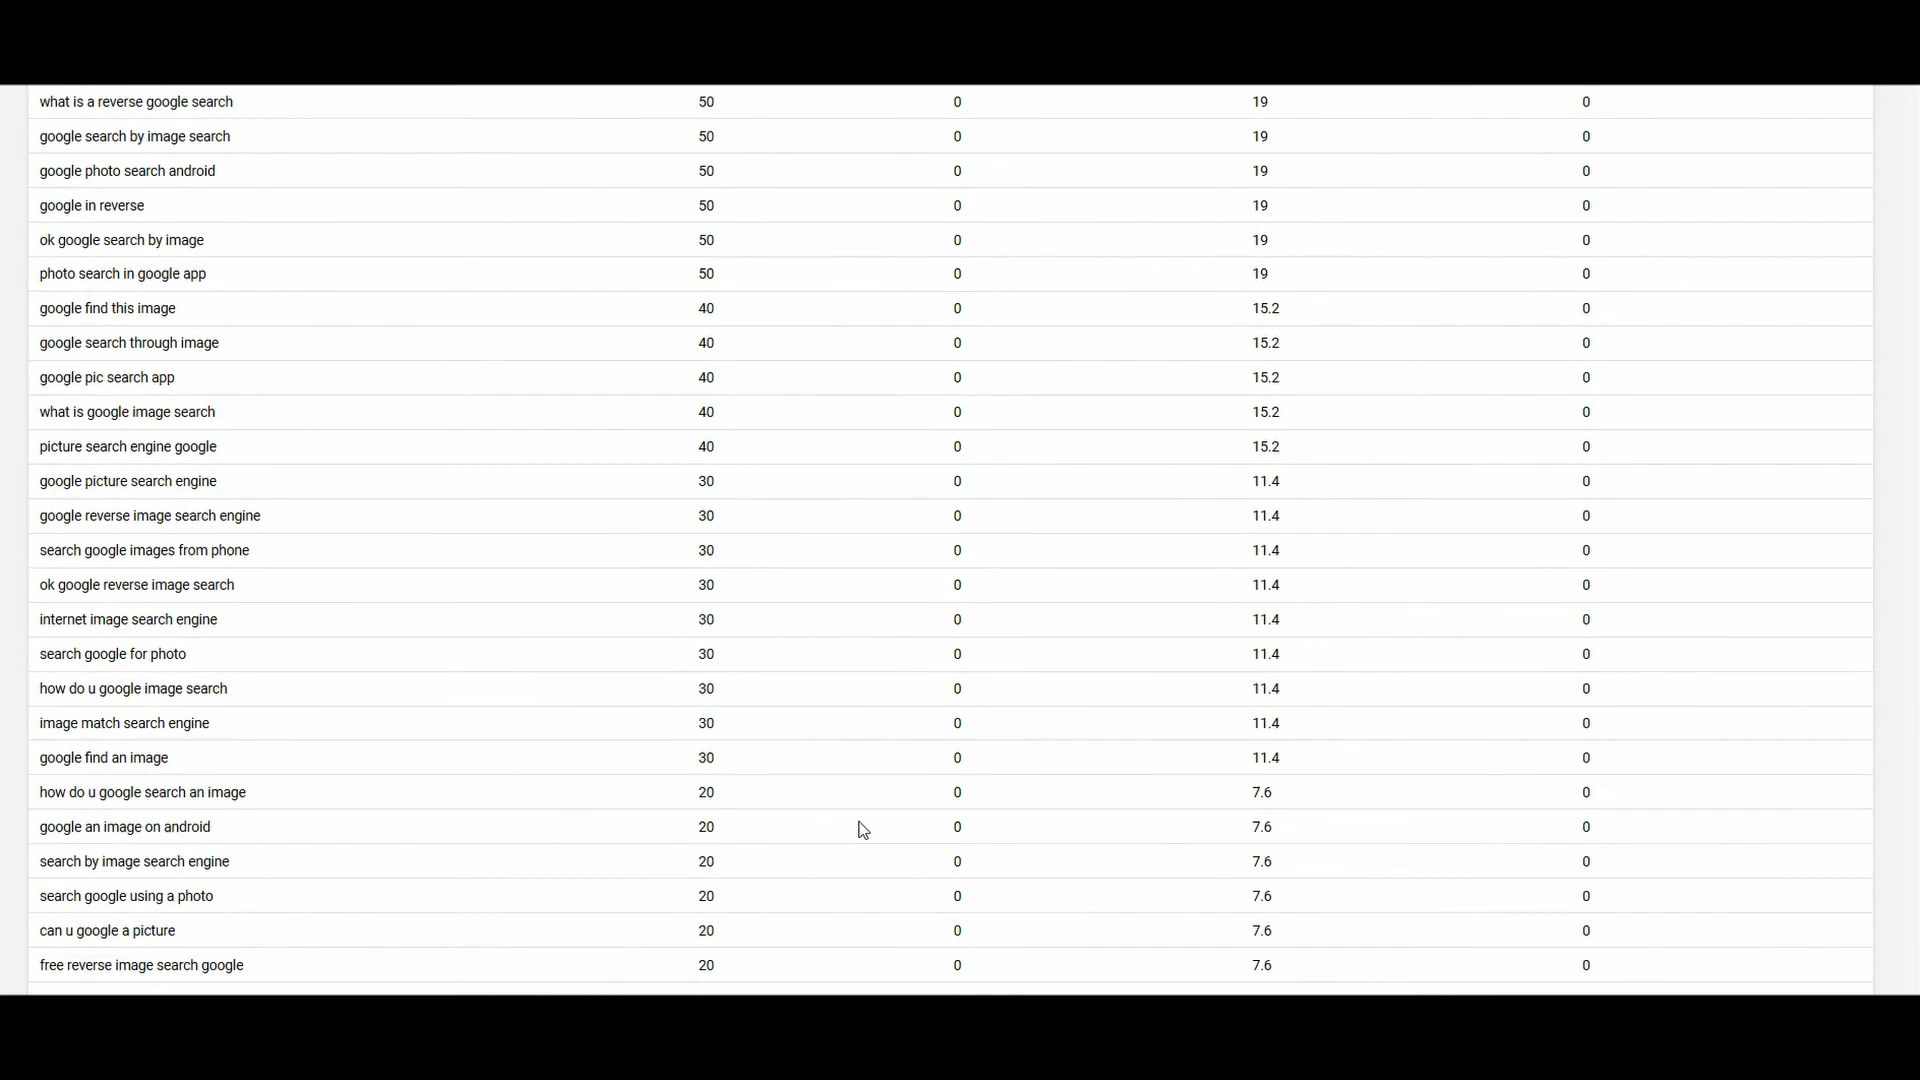 what is a reverse google search 50 0 19 0
google search by image search 50 0 19 0
google photo search android 50 0 19 0
google in reverse 50 0 19 0
ok google search by image 50 0 19 0
photo search in google app 50 0 19 0
google find this image 40 0 15.2 0
google search through image 40 0 15.2 0
google pic search app 40 0 15.2 0
what is google image search 40 0 15.2 0
picture search engine google 40 0 15.2 0
google picture search engine 30 0 11.4 0
google reverse image search engine 30 0 11.4 0
search google images from phone 30 0 11.4 0
ok google reverse image search 30 0 11.4 0
internet image search engine 30 0 11.4 0
search google for photo 30 0 11.4 0
how do u google image search 30 0 11.4 0
image match search engine 30 0 11.4 0
google find an image 30 0 11.4 0
how do u google search an image 20 0 7.6 0
google an image on android 20 0 7.6 0
search by image search engine 20 0 7.6 0
search google using a photo 20 0 7.6 0
can u google a picture 20 0 7.6 0
free reverse image search google 20 0 7.6 0